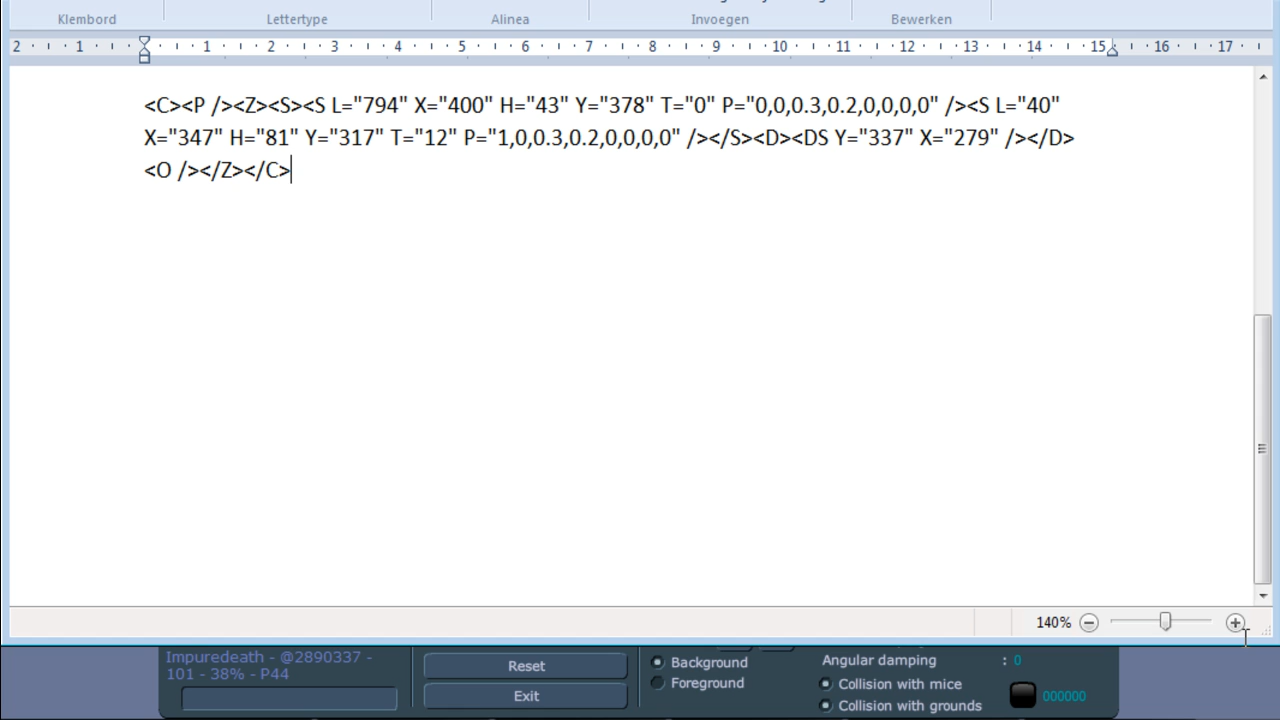 Klembord Lettertype Alinea Invoegen Bewerken
2 1 1 2 3 4 5 6 7 8 9 10 11 12 13 14 15 16 17
<C><P /><Z><S><S L="794" X="400" H="43" Y="378" T="0" P="0,0,0.3,0.2,0,0,0,0" /><S L="40"
X="347" H="81" Y="317" T="12" P="1,0,0.3,0.2,0,0,0,0" /></S><D><DS Y="337" X="279" /></D>
<O /></Z></C>
140%
Impuredeath - @2890337 -
101 - 38% - P44
Reset
Exit
Background
Foreground
Angular damping : 0
Collision with mice
Collision with grounds
000000